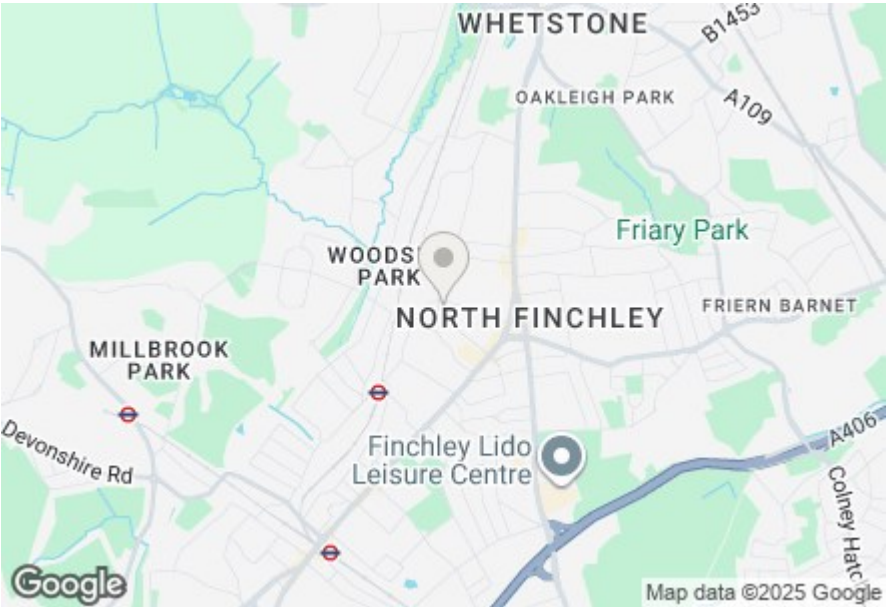 WHETSTONE
B1453
OAKLEIGH PARK
A109
Friary Park
WOODS
PARK
NORTH FINCHLEY
FRIERN BARNET
MILLBROOK
PARK
Devonshire Rd
Finchley Lido
Leisure Centre
A406
Colney Hatc
Google
Map data ©2025 Google